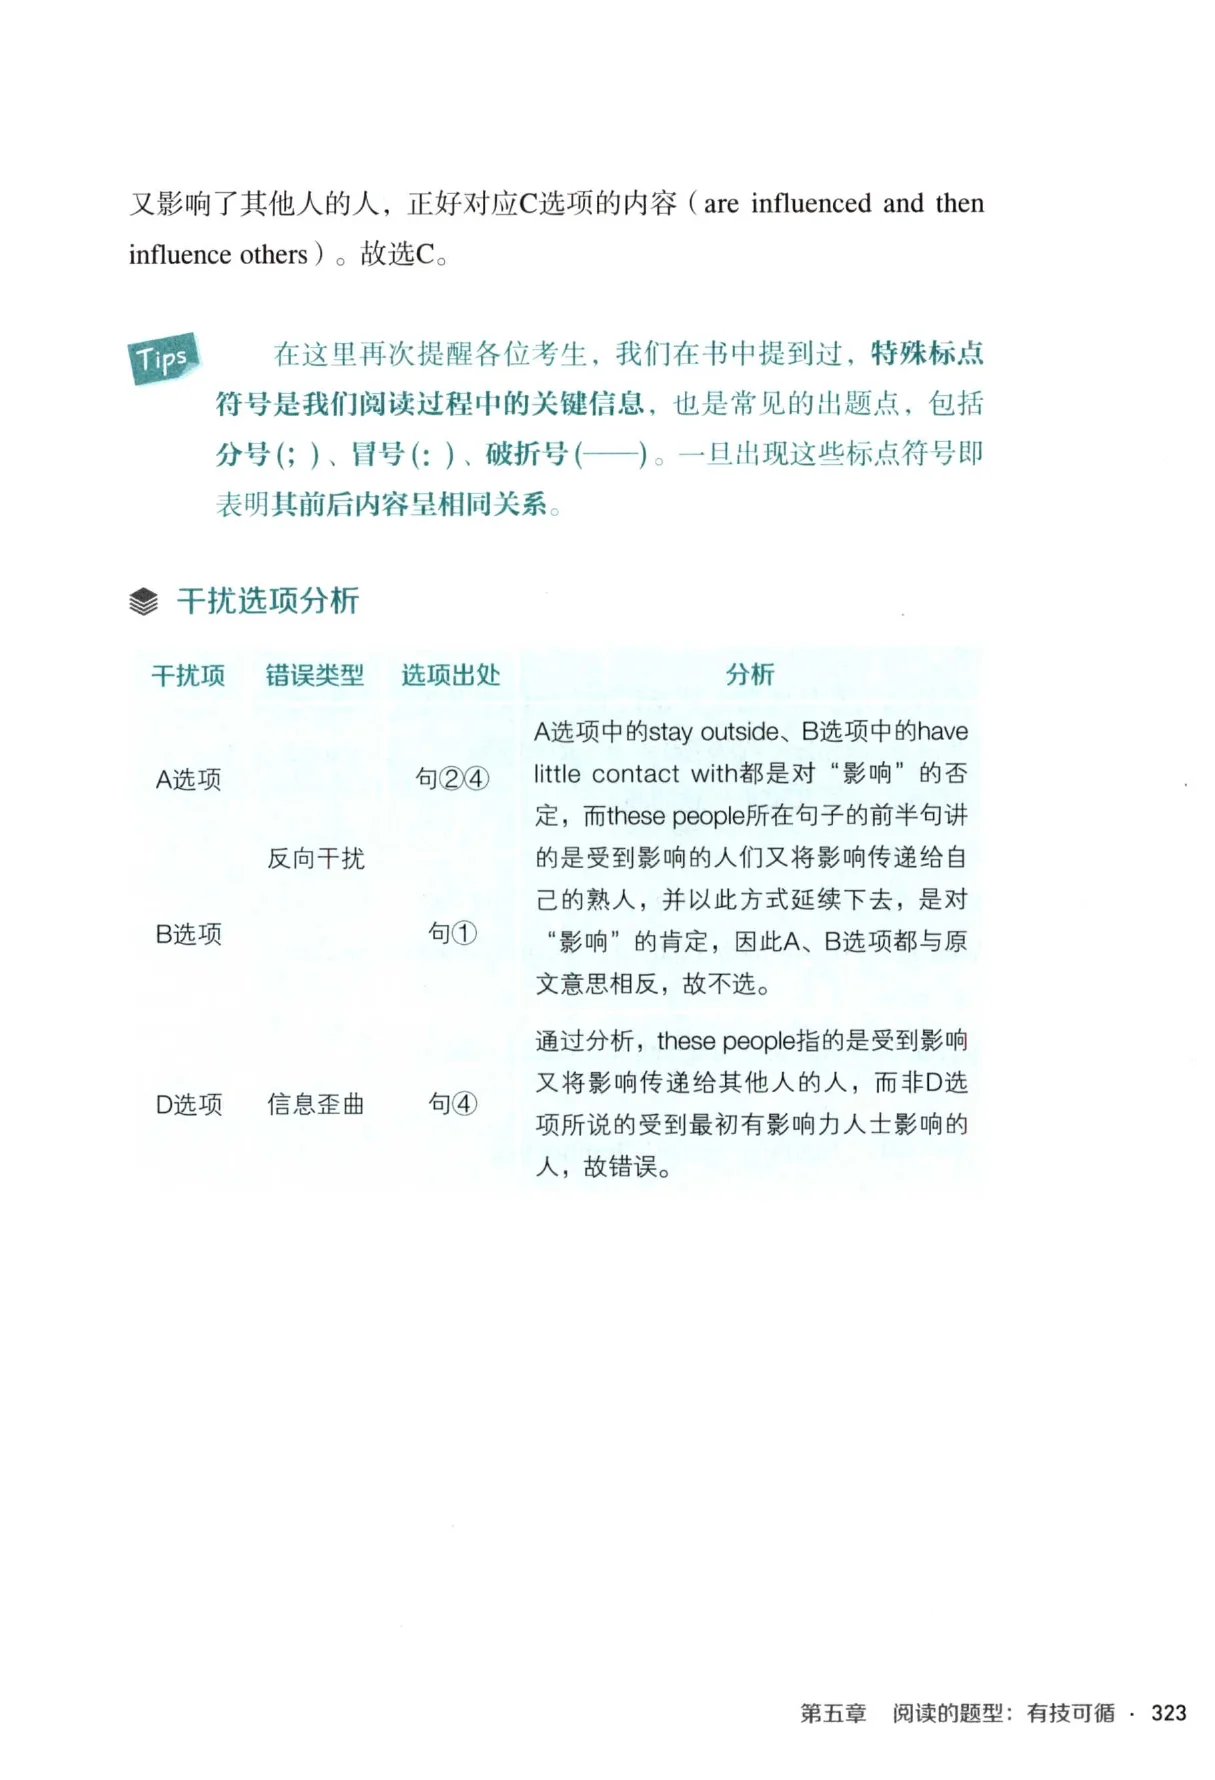 又影响了其他人的人，正好对应C选项的内容（are influenced and then
influence others）。故选C。
Tips
在这里再次提醒各位考生，我们在书中提到过，特殊标点
符号是我们阅读过程中的关键信息，也是常见的出题点，包括
分号(；)、冒号(：)、破折号(——)。一旦出现这些标点符号即
表明其前后内容呈相同关系。
干扰选项分析
干扰项 错误类型 选项出处 分析
A选项
B选项
反向干扰
句②④
句①
A选项中的stay outside、B选项中的have
little contact with都是对“影响”的否
定，而these people所在句子的前半句讲
的是受到影响的人们又将影响传递给自
己的熟人，并以此方式延续下去，是对
“影响”的肯定，因此A、B选项都与原
文意思相反，故不选。
D选项 信息歪曲 句④
通过分析，these people指的是受到影响
又将影响传递给其他人的人，而非D选
项所说的受到最初有影响力人士影响的
人，故错误。
第五章 阅读的题型：有技可循 · 323